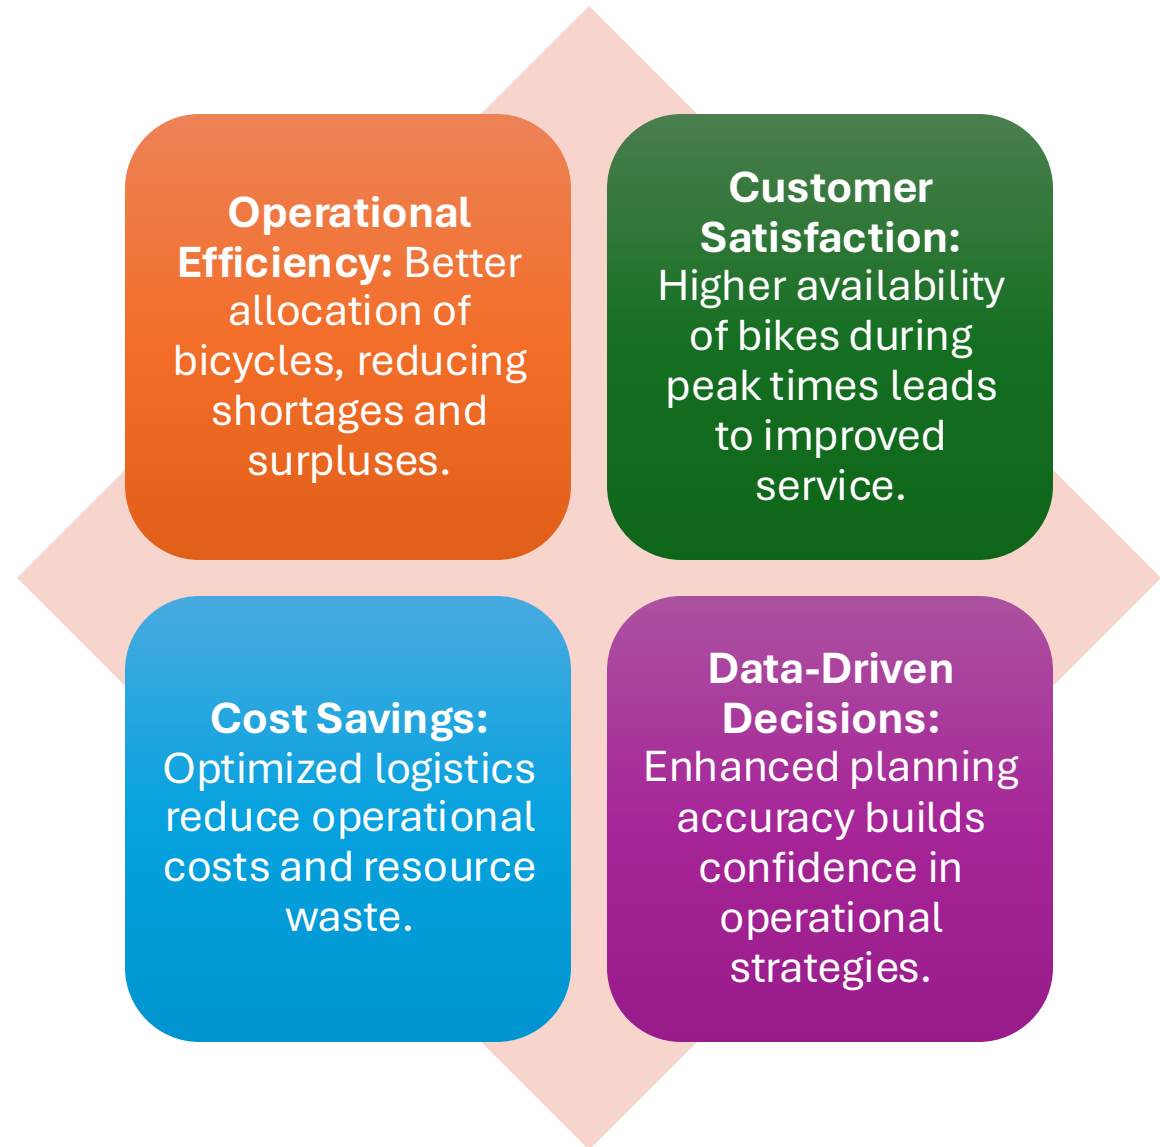 Operational
Efficiency: Better
allocation of
bicycles, reducing
shortages and
surpluses.
Customer
Satisfaction:
Higher availability
of bikes during
peak times leads
to improved
service.
Cost Savings:
Optimized logistics
reduce operational
costs and resource
waste.
Data-Driven
Decisions:
Enhanced planning
accuracy builds
confidence in
operational
strategies.